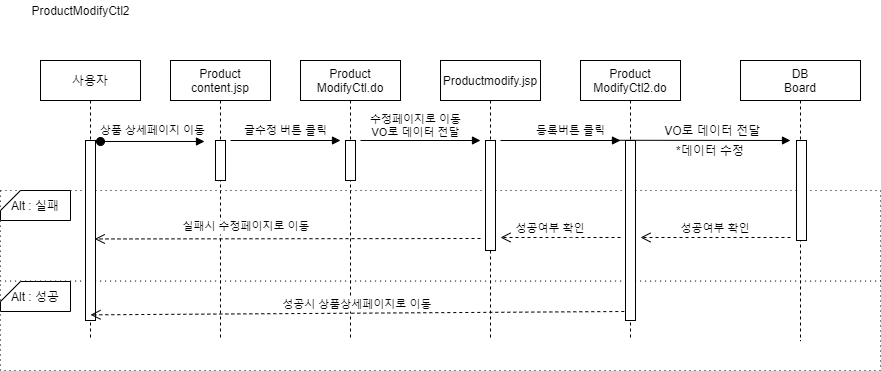 ProductModifyCtl2
사용자
Product
content.jsp
Product
ModifyCtl.do
Productmodify.jsp
Product
ModifyCtl2.do
DB
Board
상품 상세페이지 이동
글수정 버튼 클릭
수정페이지로 이동
VO로 데이터 전달
등록버튼 클릭
VO로 데이터 전달
*데이터 수정
Alt : 실패
실패시 수정페이지로 이동
성공여부 확인
성공여부 확인
Alt : 성공
성공시 상품상세페이지로 이동